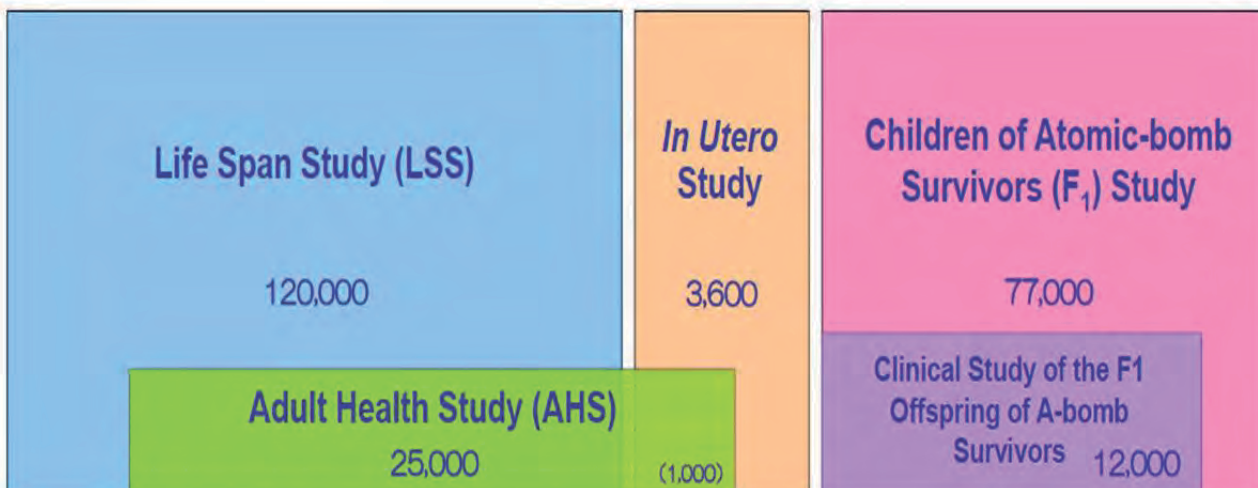 Life Span Study (LSS)
120,000
In Utero
Study
3,600
Children of Atomic-bomb
Survivors (F₁) Study
77,000
Adult Health Study (AHS)
25,000
(1,000)
Clinical Study of the F1
Offspring of A-bomb
Survivors 12,000